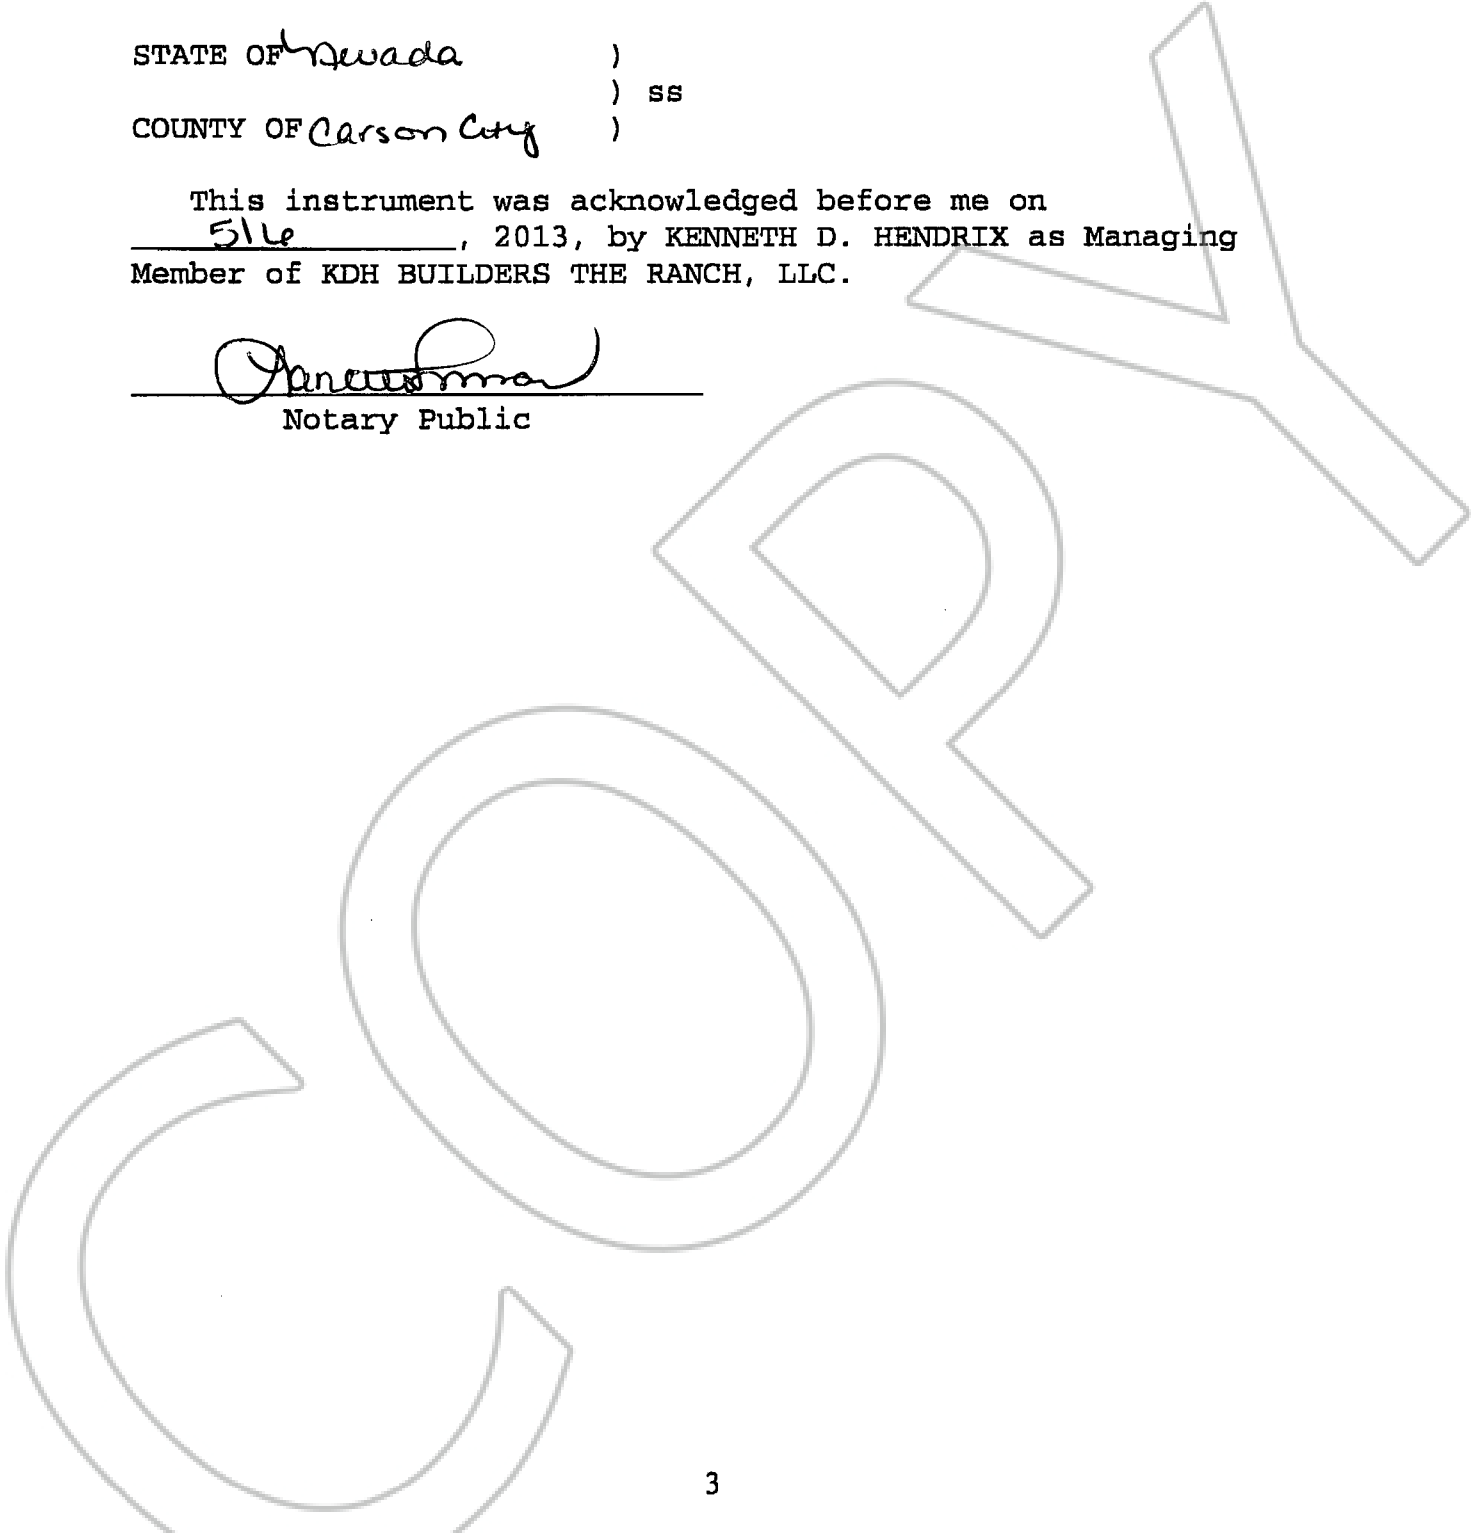 STATE OF Nevada )
) ss
COUNTY OF Carson City )
This instrument was acknowledged before me on
5/6, 2013, by KENNETH D. HENDRIX as Managing
Member of KDH BUILDERS THE RANCH, LLC.
Notary Public
COPY
3